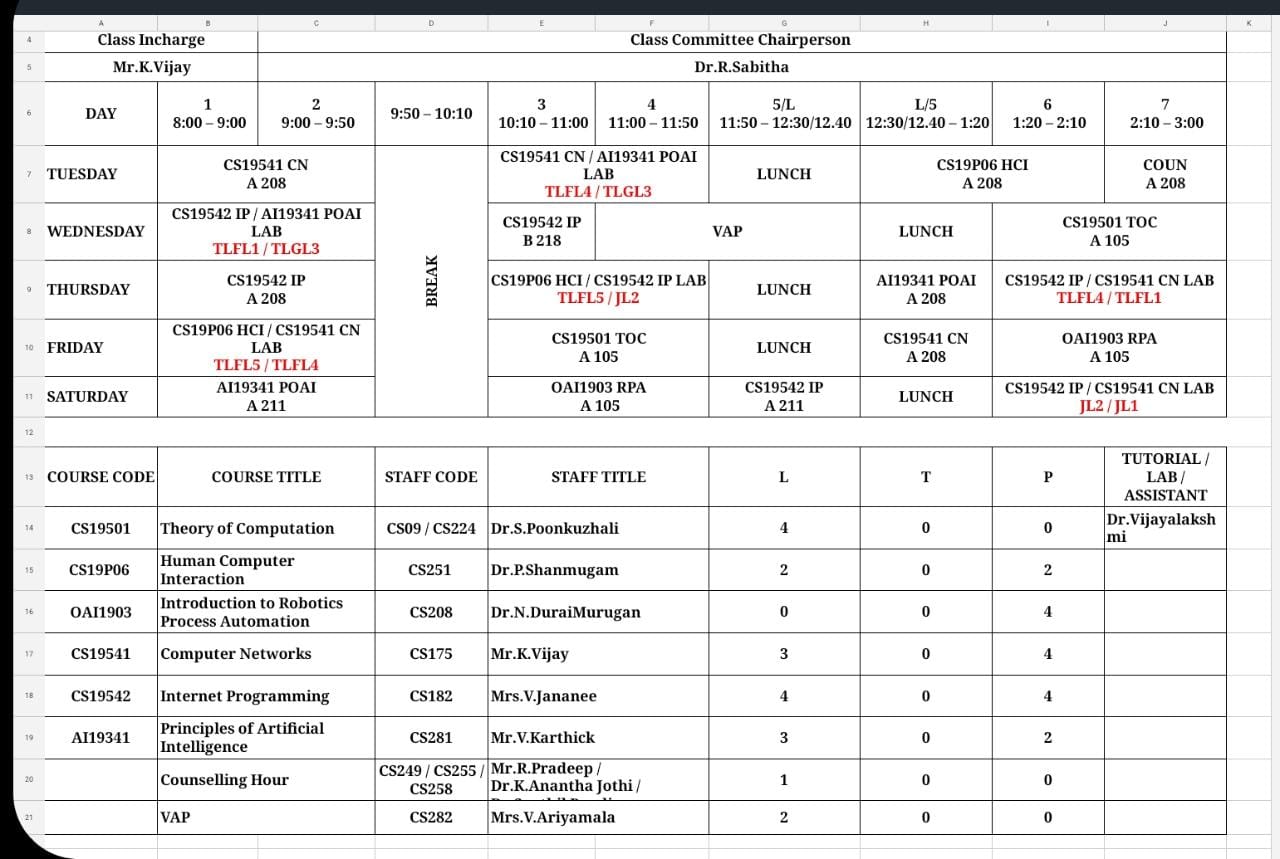 A B C D E F G H I J K
4 Class Incharge Class Committee Chairperson
5 Mr.K.Vijay Dr.R.Sabitha
6 DAY
1
8:00 – 9:00
2
9:00 – 9:50
9:50 – 10:10
3
10:10 – 11:00
4
11:00 – 11:50
5/L
11:50 – 12:30/12.40
L/5
12:30/12.40 – 1:20
6
1:20 – 2:10
7
2:10 – 3:00
BREAK
7 TUESDAY
CS19541 CN
A 208
CS19541 CN / AI19341 POAI
LAB
TLFL4 / TLGL3
LUNCH
CS19P06 HCI
A 208
COUN
A 208
8 WEDNESDAY
CS19542 IP / AI19341 POAI
LAB
TLFL1 / TLGL3
CS19542 IP
B 218
VAP
LUNCH
CS19501 TOC
A 105
9 THURSDAY
CS19542 IP
A 208
CS19P06 HCI / CS19542 IP LAB
TLFL5 / JL2
LUNCH
AI19341 POAI
A 208
CS19542 IP / CS19541 CN LAB
TLFL4 / TLFL1
10 FRIDAY
CS19P06 HCI / CS19541 CN
LAB
TLFL5 / TLFL4
CS19501 TOC
A 105
LUNCH
CS19541 CN
A 208
OAI1903 RPA
A 105
11 SATURDAY
AI19341 POAI
A 211
OAI1903 RPA
A 105
CS19542 IP
A 211
LUNCH
CS19542 IP / CS19541 CN LAB
JL2 / JL1
12
13 COURSE CODE COURSE TITLE STAFF CODE STAFF TITLE L T P
TUTORIAL /
LAB /
ASSISTANT
14 CS19501 Theory of Computation CS09 / CS224 Dr.S.Poonkuzhali 4 0 0
Dr.Vijayalaksh
mi
15 CS19P06
Human Computer
Interaction
CS251 Dr.P.Shanmugam 2 0 2
16 OAI1903
Introduction to Robotics
Process Automation
CS208 Dr.N.DuraiMurugan 0 0 4
17 CS19541 Computer Networks CS175 Mr.K.Vijay 3 0 4
18 CS19542 Internet Programming CS182 Mrs.V.Jananee 4 0 4
19 AI19341
Principles of Artificial
Intelligence
CS281 Mr.V.Karthick 3 0 2
20 Counselling Hour
CS249 / CS255 /
CS258
Mr.R.Pradeep /
Dr.K.Anantha Jothi /
1 0 0
21 VAP CS282 Mrs.V.Ariyamala 2 0 0